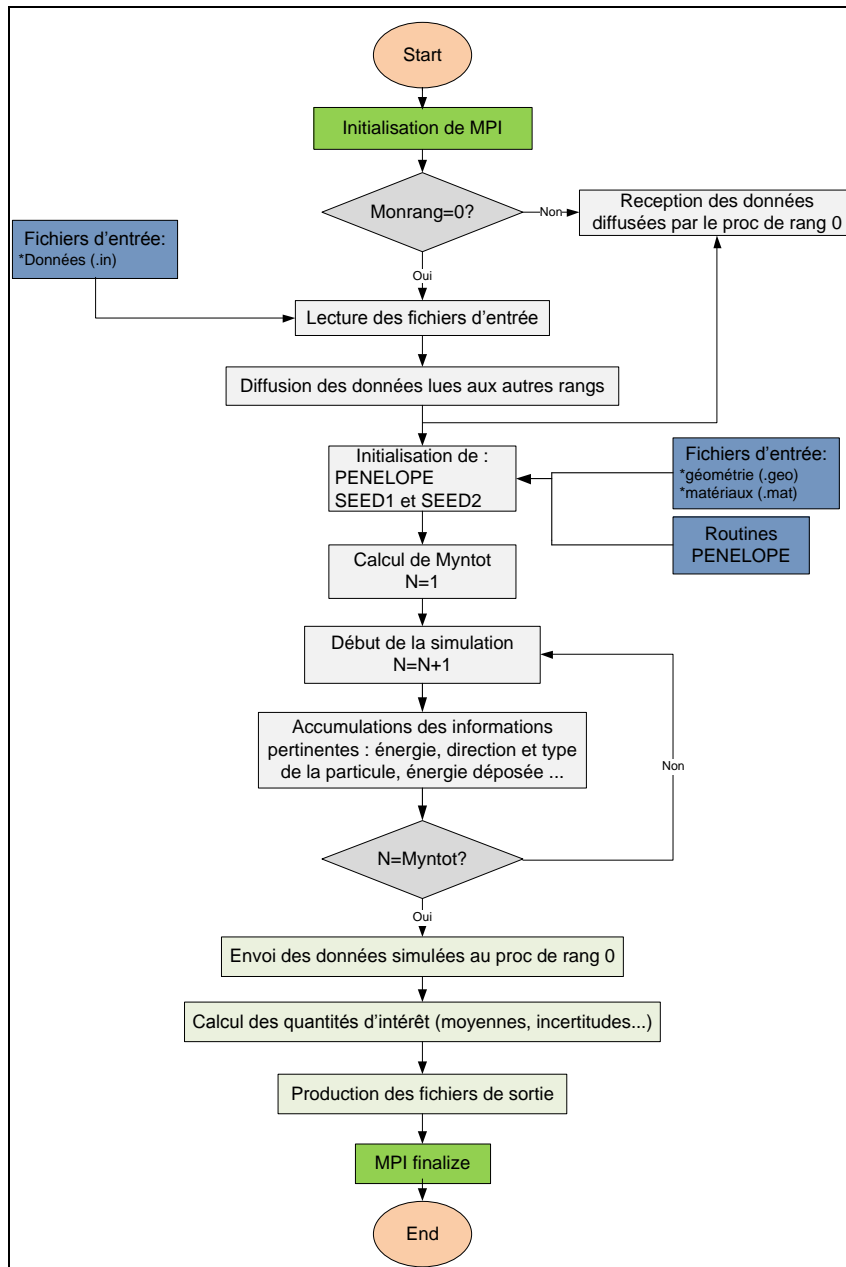 Start
Initialisation de MPI
Monrang=0?
Non
Reception des données
diffusées par le proc de rang 0
Fichiers d'entrée:
*Données (.in)
Oui
Lecture des fichiers d'entrée
Diffusion des données lues aux autres rangs
Initialisation de :
PENELOPE
SEED1 et SEED2
Fichiers d'entrée:
*géométrie (.geo)
*matériaux (.mat)
Routines
PENELOPE
Calcul de Myntot
N=1
Début de la simulation
N=N+1
Accumulations des informations
pertinentes : énergie, direction et type
de la particule, énergie déposée ...
Non
N=Myntot?
Oui
Envoi des données simulées au proc de rang 0
Calcul des quantités d'intérêt (moyennes, incertitudes...)
Production des fichiers de sortie
MPI finalize
End